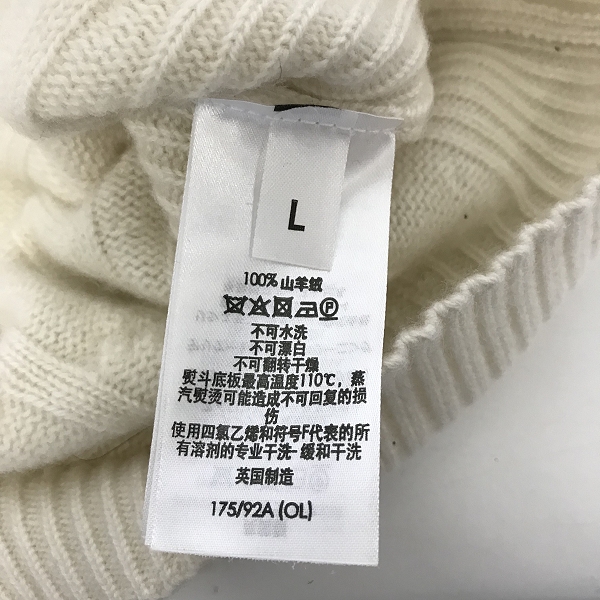 L
100% 山羊绒
P
不可水洗
不可漂白
不可翻转干燥
熨斗底板最高温度110℃，蒸
汽熨烫可能造成不可回复的损
伤
使用四氯乙烯和符号F代表的所
有溶剂的专业干洗-缓和干洗
英国制造
175/92A (OL)